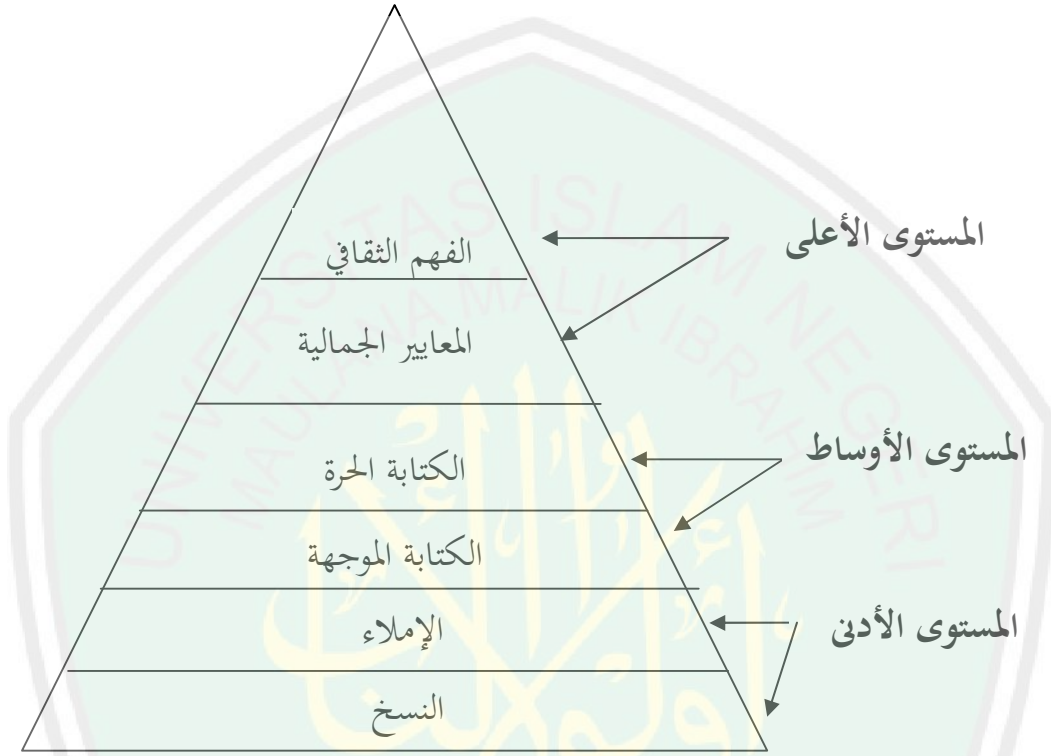 المستوى الأعلى
الفهم الثقافي
المعايير الجمالية
المستوى الأوساط
الكتابة الحرة
الكتابة الموجهة
المستوى الأدنى
الإملاء
النسخ
UNIVERSITAS ISLAM NEGERI
MAULANA MALIK IBRAHIM